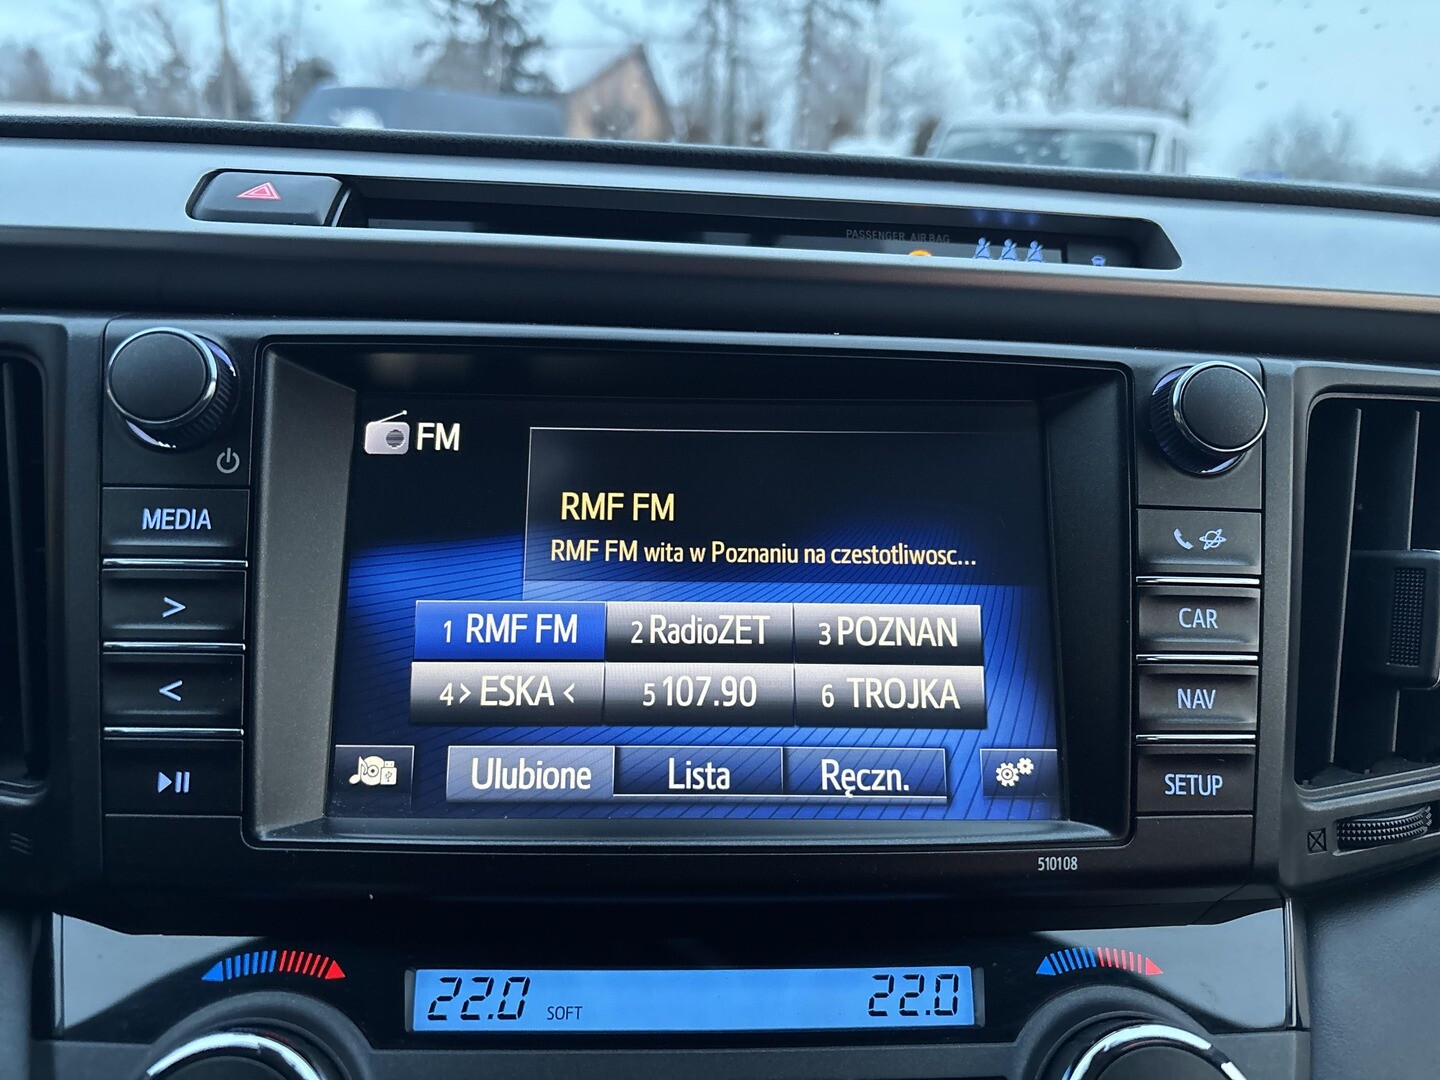 PASSENGER AIR BAG
FM
RMF FM
RMF FM wita w Poznaniu na czestotliwosc...
1 RMF FM
2 RadioZET
3 POZNAN
4 > ESKA <
5 107.90
6 TROJKA
Ulubione
Lista
Ręczn.
MEDIA
>
<
CAR
NAV
SETUP
510108
22.0
SOFT
22.0